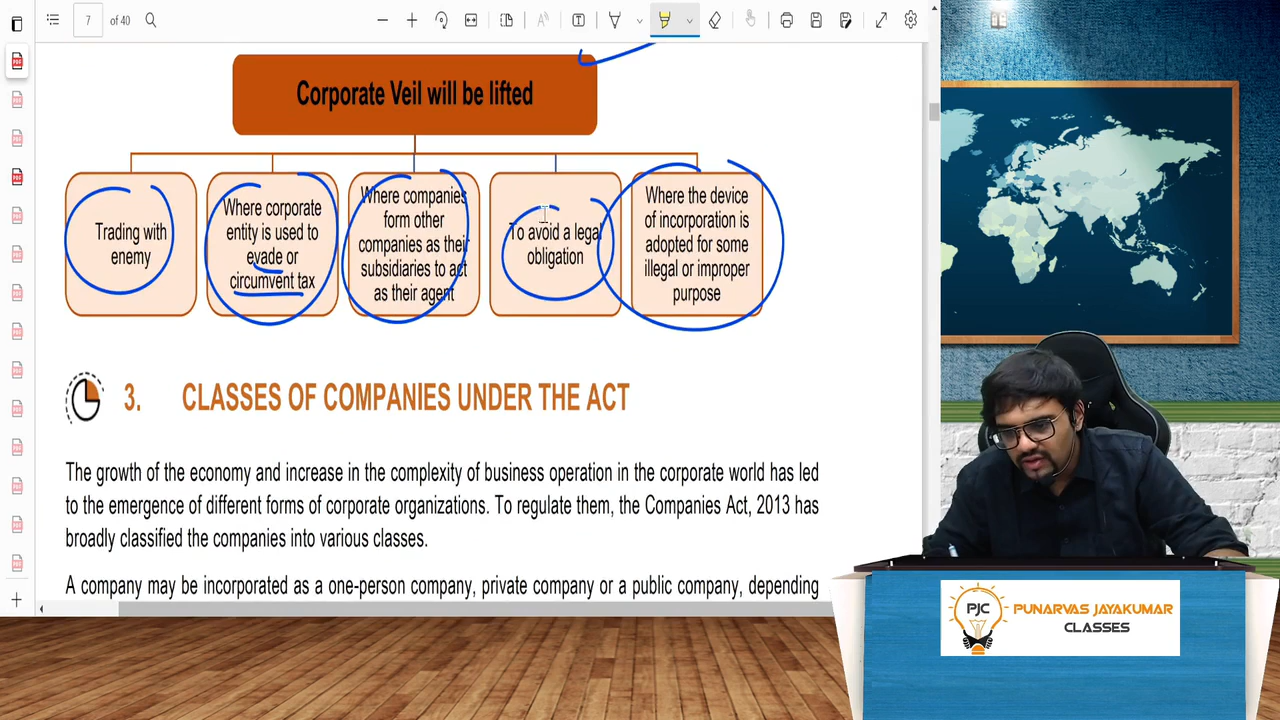 7 of 40
Corporate Veil will be lifted
Trading with
enemy
Where corporate
entity is used to
evade or
circumvent tax
Where companies
form other
companies as their
subsidiaries to act
as their agent
To avoid a legal
obligation
Where the device
of incorporation is
adopted for some
illegal or improper
purpose
3. CLASSES OF COMPANIES UNDER THE ACT
The growth of the economy and increase in the complexity of business operation in the corporate world has led
to the emergence of different forms of corporate organizations. To regulate them, the Companies Act, 2013 has
broadly classified the companies into various classes.
A company may be incorporated as a one-person company, private company or a public company, depending
PJC
PUNARVAS JAYAKUMAR
CLASSES